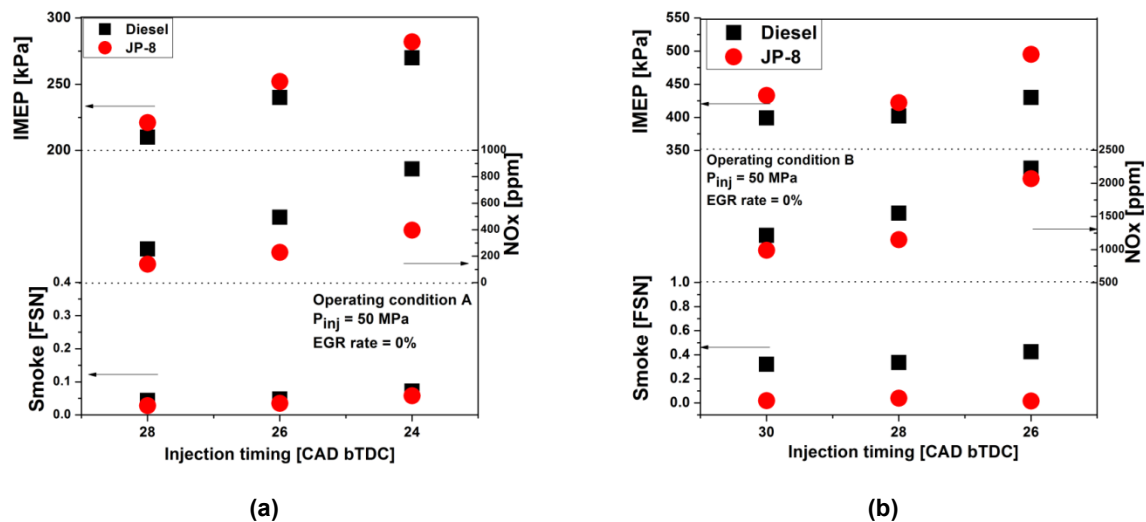 300
250
200
IMEP [kPa]
Diesel
JP-8
1000
800
600
400
200
0
NOx [ppm]
0.4
0.3
0.2
0.1
0.0
Smoke [FSN]
Operating condition A
Pinj = 50 MPa
EGR rate = 0%
28 26 24
Injection timing [CAD bTDC]
(a)
550
500
450
400
350
IMEP [kPa]
Diesel
JP-8
Operating condition B
Pinj = 50 MPa
EGR rate = 0%
2500
2000
1500
1000
500
NOx [ppm]
1.0
0.8
0.6
0.4
0.2
0.0
Smoke [FSN]
30 28 26
Injection timing [CAD bTDC]
(b)